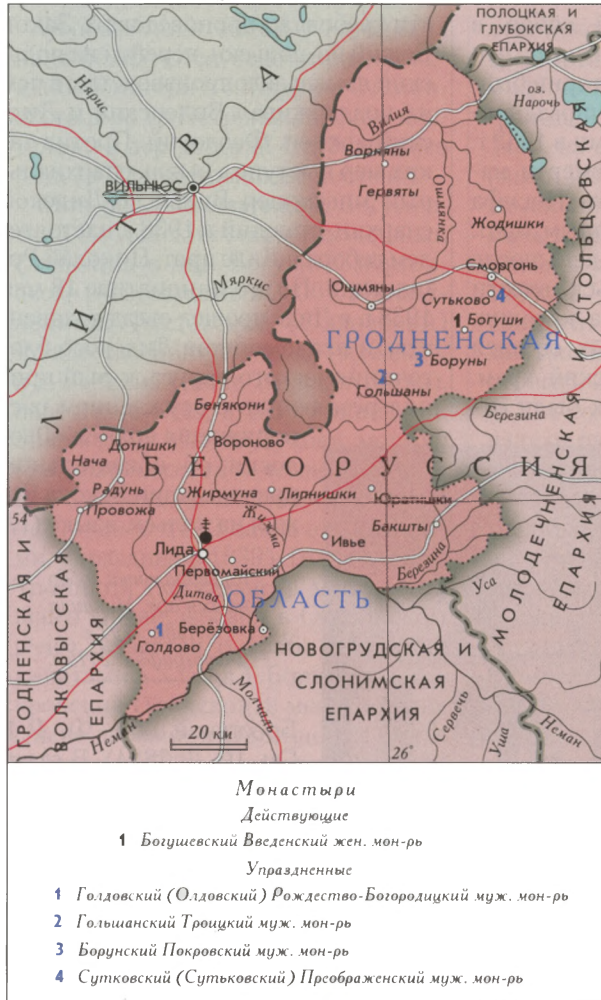 ПОЛОЦКАЯ И
ГЛУБОКСКАЯ
ЕПАРХИЯ
Нярис
оз.
Нарочь
Вилия
ЛИТВА
Ворняны
ВИЛЬНЮС
Гервяты
Ошмянка
Жодишки
Сморгонь
Мяркис
Ошмяны
Сутьково 4
1 Богуши
ГРОДНЕНСКАЯ
3 Боруны
2
Гольшаны
Бенякони
Березина
Дотишки
Вороново
Нача
БЕЛОРУССИЯ
Радунь
Жирмуна
Липнишки
Юратишки
54°
Провожа
Жижма
Бакшты
Лида
Ивье
Первомайский
Березина
Уса
Дитва
ОБЛАСТЬ
1
Голдово
Берёзовка
НОВОГРУДСКАЯ И
СЛОНИМСКАЯ
ЕПАРХИЯ
МОЛОДЕЧНЕНСКАЯ И СТОЛЬЦОВСКАЯ
ЕПАРХИЯ
ГРОДНЕНСКАЯ И
ВОЛКОВЫССКАЯ
ЕПАРХИЯ
Молчадь
Сервечь
Уша
Неман
Неман
20 км
26°
Монастыри
Действующие
1 Богушевский Введенский жен. мон-рь
Упраздненные
1 Голдовский (Олдовский) Рождество-Богородицкий муж. мон-рь
2 Гольшанский Троицкий муж. мон-рь
3 Борунский Покровский муж. мон-рь
4 Сутковский (Сутьковский) Преображенский муж. мон-рь